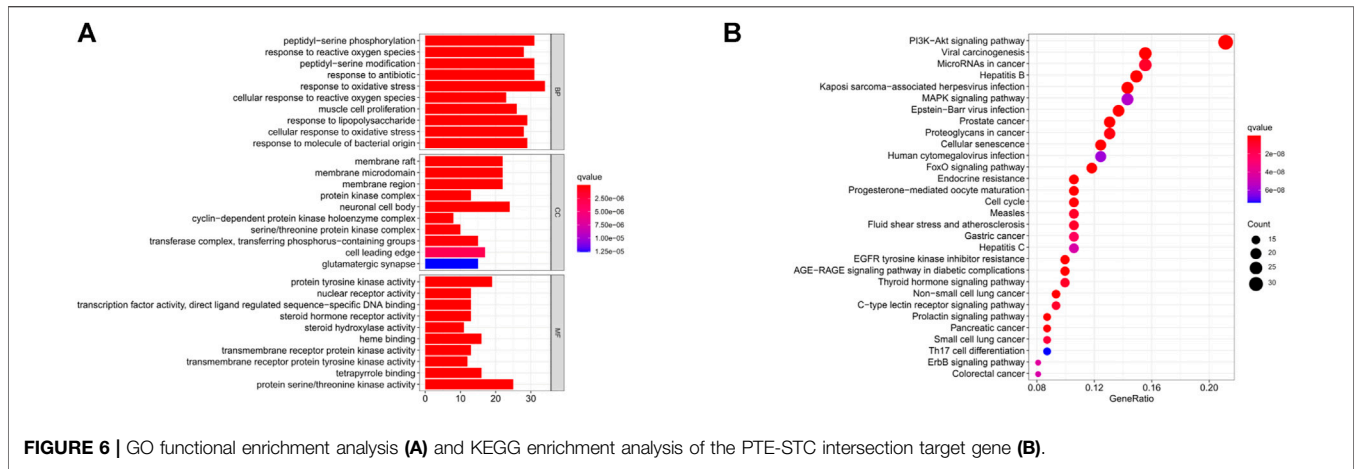 A
peptidyl-serine phosphorylation
response to reactive oxygen species
peptidyl-serine modification
response to antibiotic
response to oxidative stress
cellular response to reactive oxygen species
muscle cell proliferation
response to lipopolysaccharide
cellular response to oxidative stress
response to molecule of bacterial origin
BP
membrane raft
membrane microdomain
membrane region
protein kinase complex
neuronal cell body
cyclin-dependent protein kinase holoenzyme complex
serine/threonine protein kinase complex
transferase complex, transferring phosphorus-containing groups
cell leading edge
glutamatergic synapse
CC
protein tyrosine kinase activity
nuclear receptor activity
transcription factor activity, direct ligand regulated sequence-specific DNA binding
steroid hormone receptor activity
steroid hydroxylase activity
heme binding
transmembrane receptor protein kinase activity
transmembrane receptor protein tyrosine kinase activity
tetrapyrrole binding
protein serine/threonine kinase activity
MF
0 10 20 30
qvalue
2.50e-06
5.00e-06
7.50e-06
1.00e-05
1.25e-05
B
PI3K-Akt signaling pathway
Viral carcinogenesis
MicroRNAs in cancer
Hepatitis B
Kaposi sarcoma-associated herpesvirus infection
MAPK signaling pathway
Epstein-Barr virus infection
Prostate cancer
Proteoglycans in cancer
Cellular senescence
Human cytomegalovirus infection
FoxO signaling pathway
Endocrine resistance
Progesterone-mediated oocyte maturation
Cell cycle
Measles
Fluid shear stress and atherosclerosis
Gastric cancer
Hepatitis C
EGFR tyrosine kinase inhibitor resistance
AGE-RAGE signaling pathway in diabetic complications
Thyroid hormone signaling pathway
Non-small cell lung cancer
C-type lectin receptor signaling pathway
Prolactin signaling pathway
Pancreatic cancer
Small cell lung cancer
Th17 cell differentiation
ErbB signaling pathway
Colorectal cancer
0.08 0.12 0.16 0.20
GeneRatio
qvalue
2e-08
4e-08
6e-08
Count
15
20
25
30
FIGURE 6 | GO functional enrichment analysis (A) and KEGG enrichment analysis of the PTE-STC intersection target gene (B).